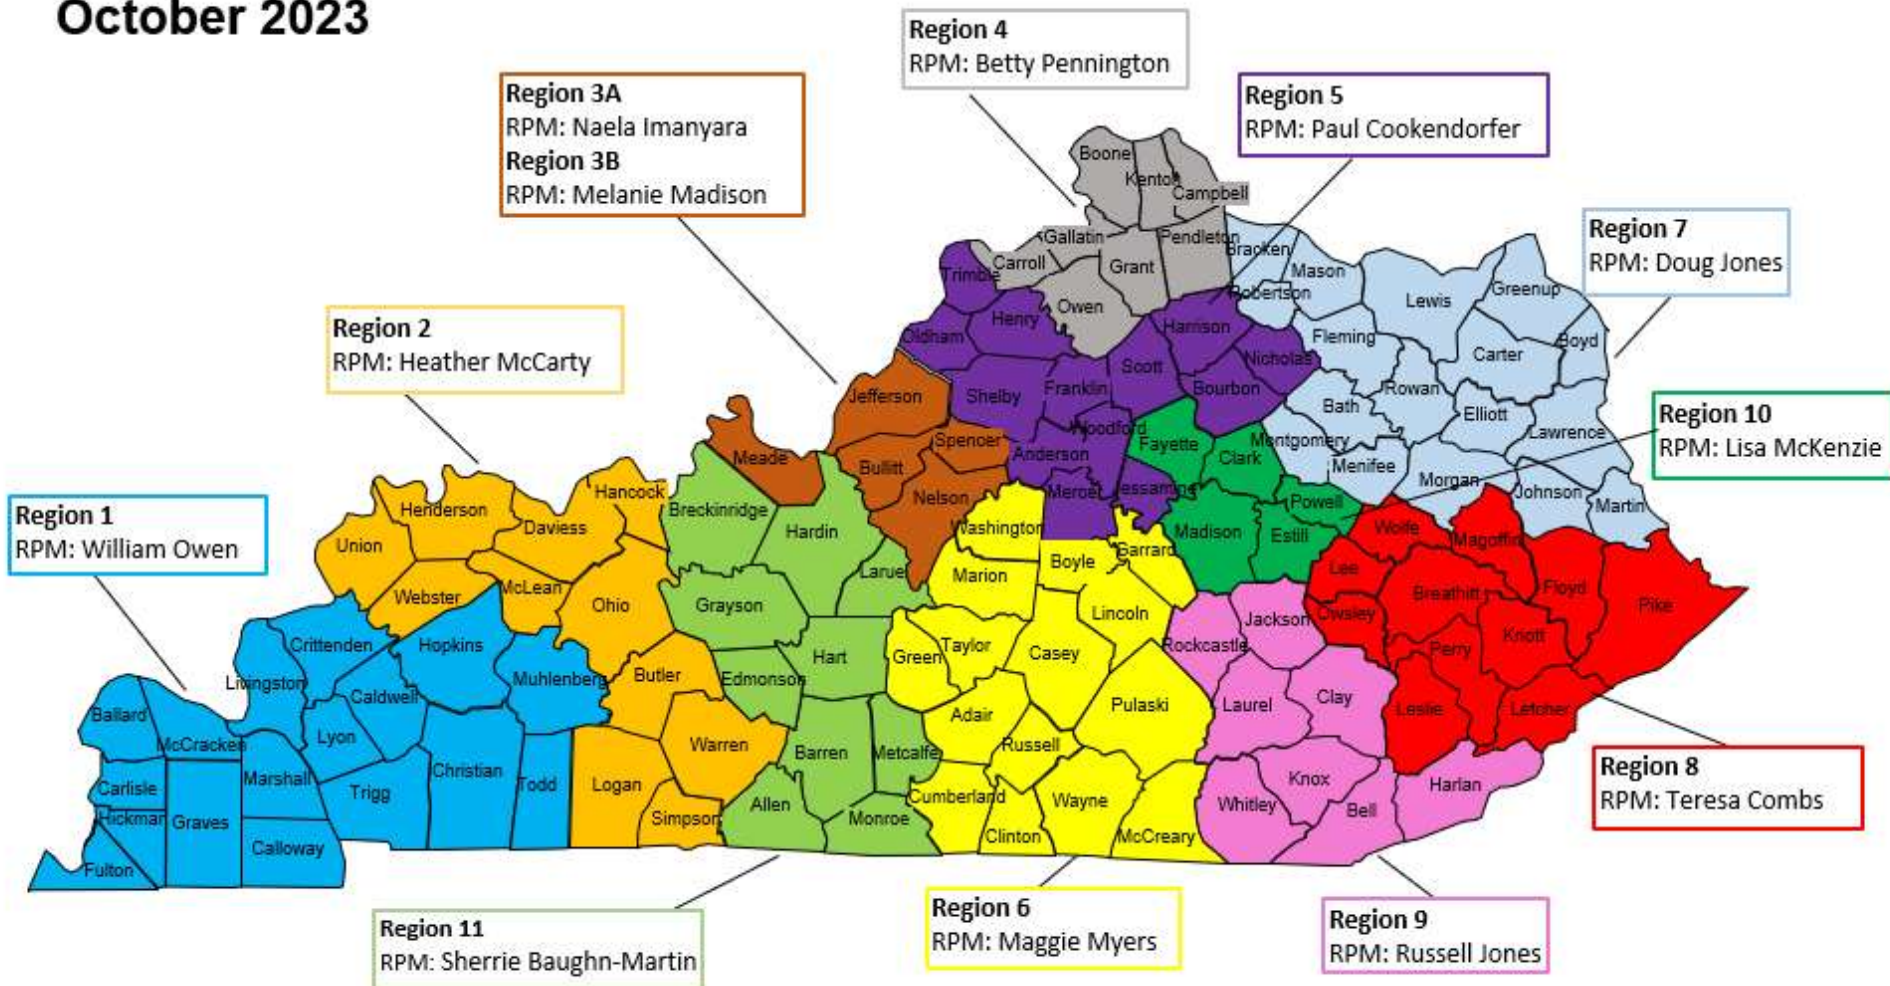 October 2023
Region 4
RPM: Betty Pennington
Region 3A
RPM: Naela Imanyara
Region 3B
RPM: Melanie Madison
Region 5
RPM: Paul Cookendorfer
Region 7
RPM: Doug Jones
Region 2
RPM: Heather McCarty
Region 10
RPM: Lisa McKenzie
Region 1
RPM: William Owen
Region 8
RPM: Teresa Combs
Region 6
RPM: Maggie Myers
Region 9
RPM: Russell Jones
Region 11
RPM: Sherrie Baughn-Martin
Boone
Kenton
Campbell
Gallatin
Pendleton
Carroll
Grant
Owen
Bracken
Mason
Robertson
Lewis
Greenup
Fleming
Carter
Boyd
Rowan
Bath
Elliott
Lawrence
Montgomery
Menifee
Morgan
Johnson
Martin
Trimble
Henry
Oldham
Harrison
Nicholas
Scott
Shelby
Franklin
Bourbon
Woodford
Anderson
Mercer
essamine
Jefferson
Spencer
Bullitt
Nelson
Meade
Fayette
Clark
Powell
Madison
Estill
Wolfe
Magoffin
Lee
Breathitt
Floyd
Pike
Owsley
Knott
Perry
Leslie
Letcher
Hancock
Henderson
Daviess
Union
Webster
McLean
Ohio
Butler
Warren
Logan
Simpson
Breckinridge
Hardin
Larue
Grayson
Hart
Edmonson
Barren
Metcalfe
Allen
Monroe
Washington
Marion
Boyle
Garrard
Lincoln
Green
Taylor
Casey
Pulaski
Adair
Russell
Cumberland
Clinton
Wayne
McCreary
Jackson
Rockcastle
Laurel
Clay
Knox
Whitley
Bell
Harlan
Crittenden
Hopkins
Livingston
Caldwell
Muhlenberg
Ballard
McCracken
Lyon
Carlisle
Marshall
Trigg
Christian
Todd
Hickman
Graves
Calloway
Fulton